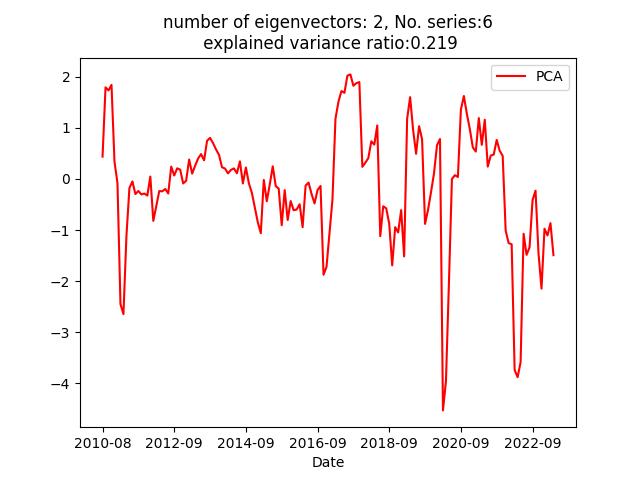 number of eigenvectors: 2, No. series:6
explained variance ratio:0.219
PCA
2
1
0
−1
−2
−3
−4
2010-08 2012-09 2014-09 2016-09 2018-09 2020-09 2022-09
Date